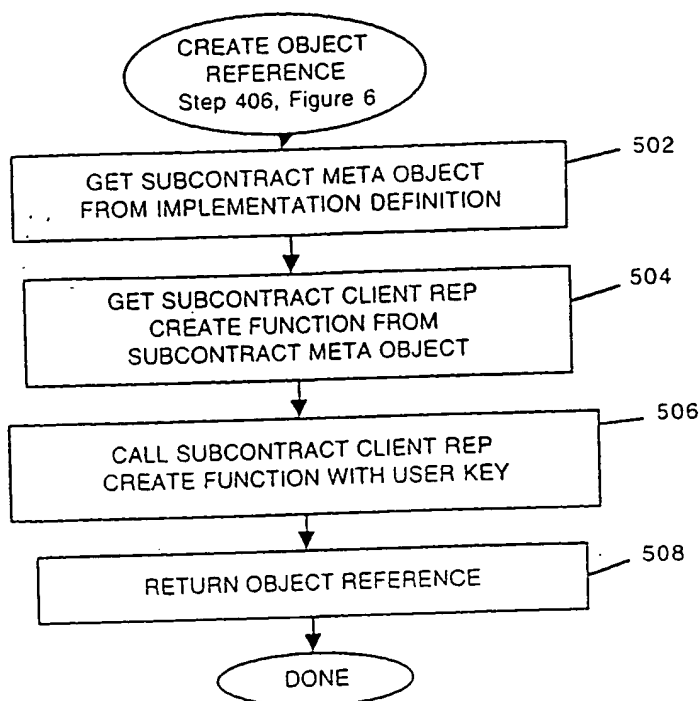 CREATE OBJECT
REFERENCE
Step 406, Figure 6
502
GET SUBCONTRACT META OBJECT
FROM IMPLEMENTATION DEFINITION
504
GET SUBCONTRACT CLIENT REP
CREATE FUNCTION FROM
SUBCONTRACT META OBJECT
506
CALL SUBCONTRACT CLIENT REP
CREATE FUNCTION WITH USER KEY
508
RETURN OBJECT REFERENCE
DONE